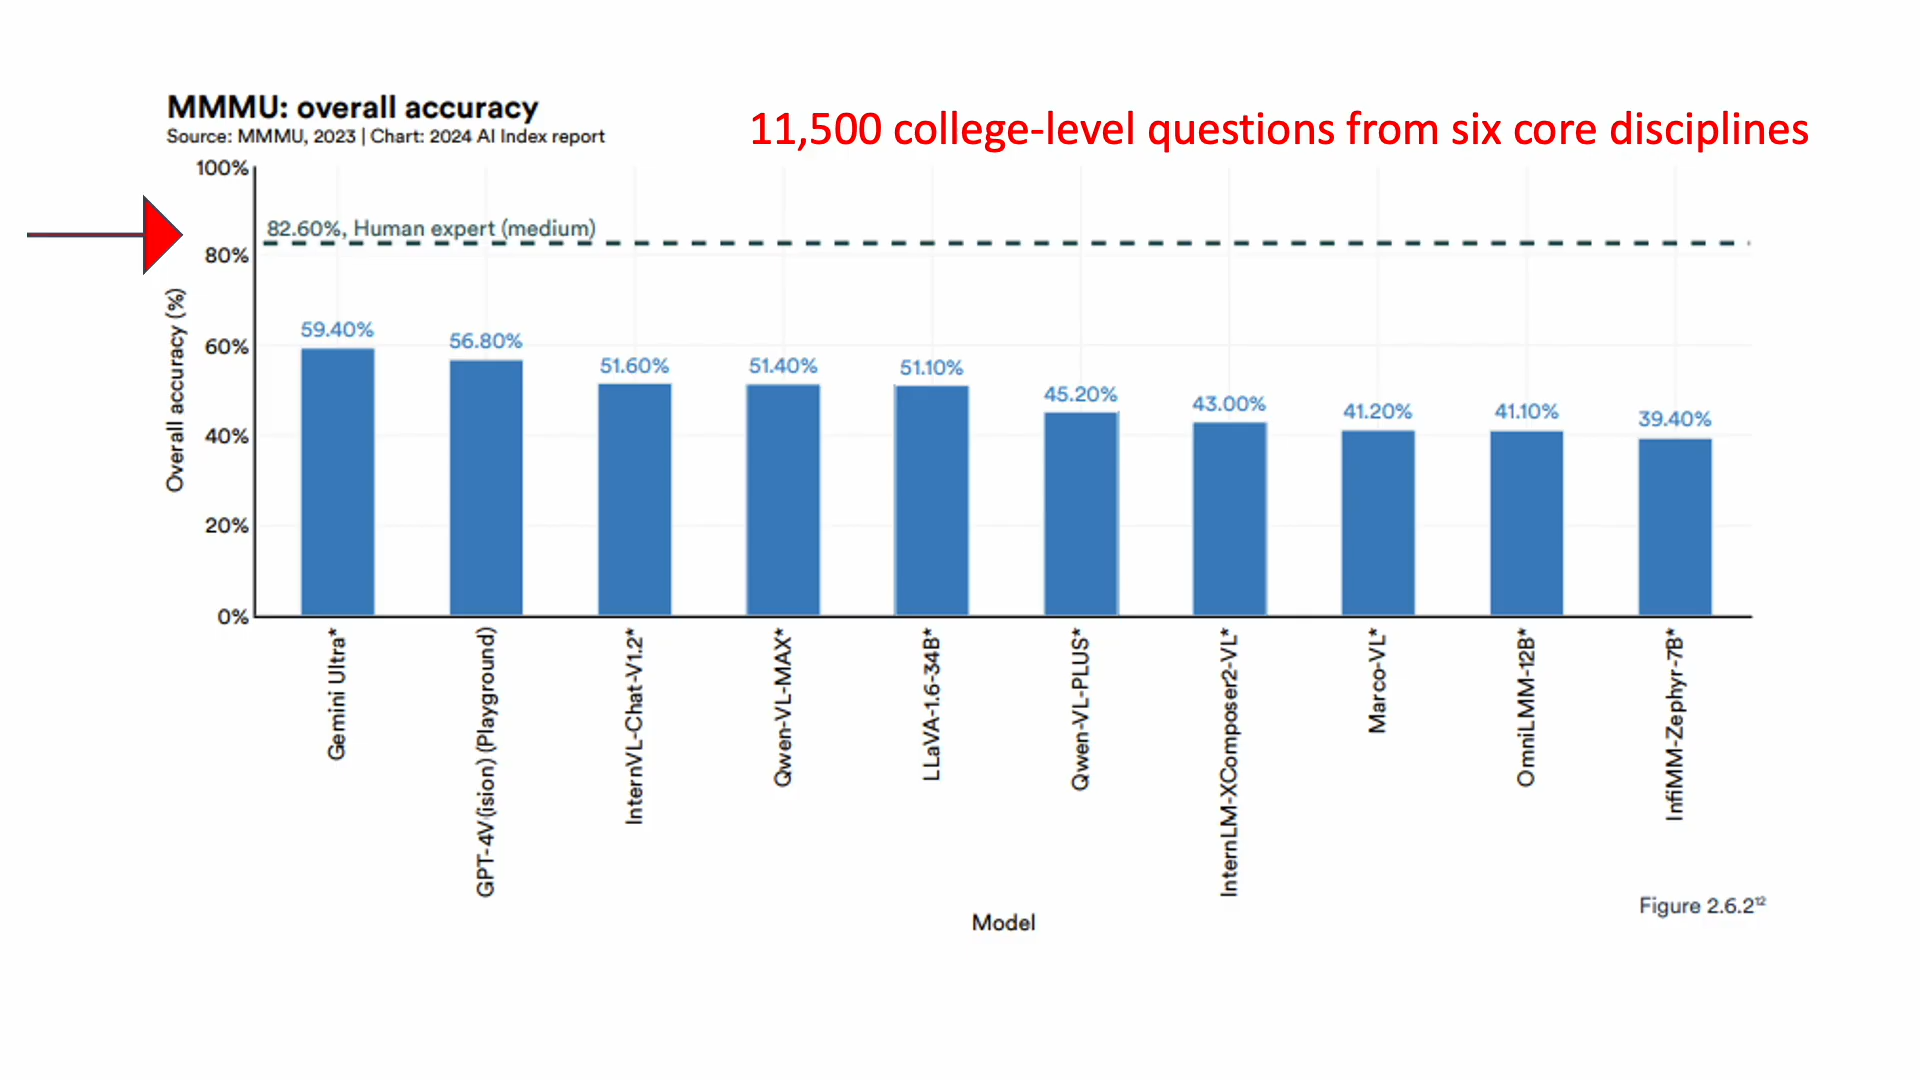 MMMU: overall accuracy
Source: MMMU, 2023 | Chart: 2024 AI Index report
11,500 college-level questions from six core disciplines
100%
82.60%, Human expert (medium)
80%
60%
40%
20%
0%
Overall accuracy (%)
59.40%
56.80%
51.60%
51.40%
51.10%
45.20%
43.00%
41.20%
41.10%
39.40%
Gemini Ultra*
GPT-4V(ision) (Playground)
InternVL-Chat-V1.2*
Qwen-VL-MAX*
LLaVA-1.6-34B*
Qwen-VL-PLUS*
InternLM-XComposer2-VL*
Marco-VL*
OmniLMM-12B*
InfiMM-Zephyr-7B*
Model
Figure 2.6.2¹²